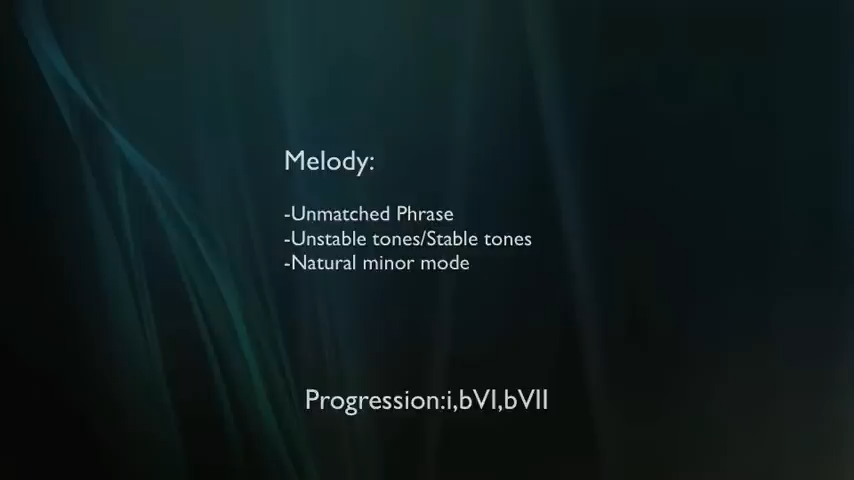 Melody:
-Unmatched Phrase
-Unstable tones/Stable tones
-Natural minor mode
Progression:i,bVI,bVII